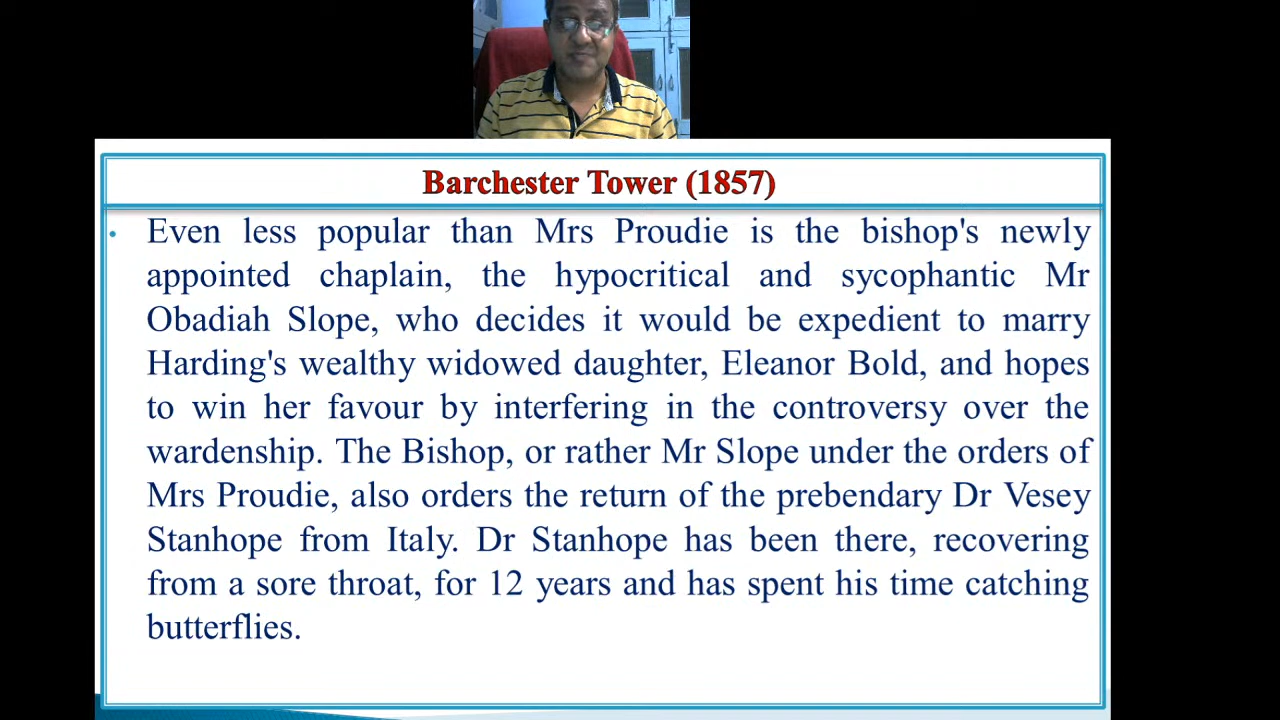 Barchester Tower (1857)
• Even less popular than Mrs Proudie is the bishop's newly
appointed chaplain, the hypocritical and sycophantic Mr
Obadiah Slope, who decides it would be expedient to marry
Harding's wealthy widowed daughter, Eleanor Bold, and hopes
to win her favour by interfering in the controversy over the
wardenship. The Bishop, or rather Mr Slope under the orders of
Mrs Proudie, also orders the return of the prebendary Dr Vesey
Stanhope from Italy. Dr Stanhope has been there, recovering
from a sore throat, for 12 years and has spent his time catching
butterflies.